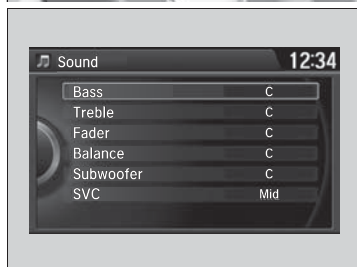 Sound 12:34
Bass C
Treble C
Fader C
Balance C
Subwoofer C
SVC Mid